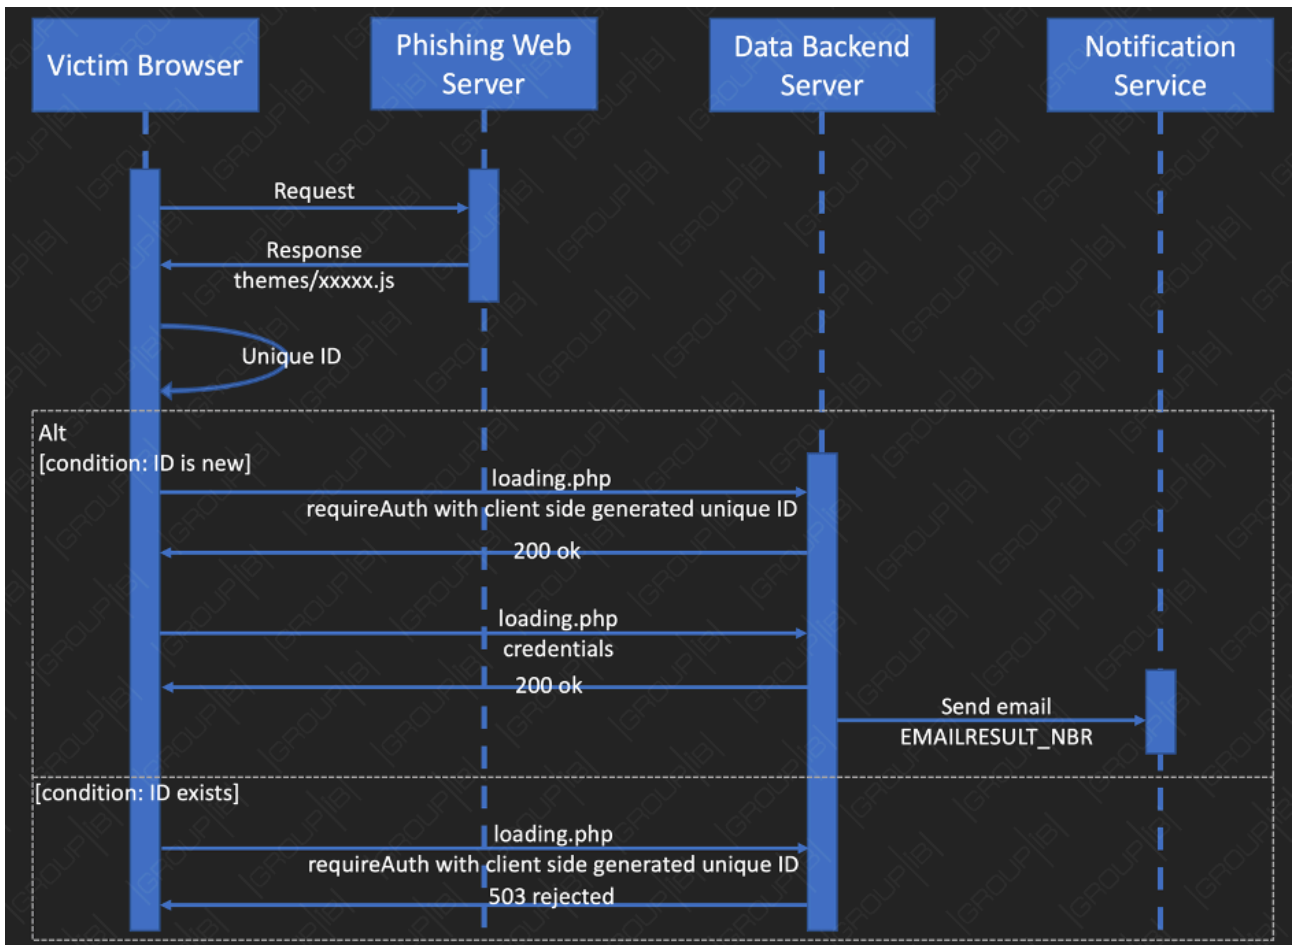 Victim Browser
Phishing Web
Server
Data Backend
Server
Notification
Service
Request
Response
themes/xxxxx.js
Unique ID
Alt
[condition: ID is new]
loading.php
requireAuth with client side generated unique ID
200 ok
loading.php
credentials
200 ok
Send email
EMAILRESULT_NBR
[condition: ID exists]
loading.php
requireAuth with client side generated unique ID
503 rejected
|GROUP|IB|